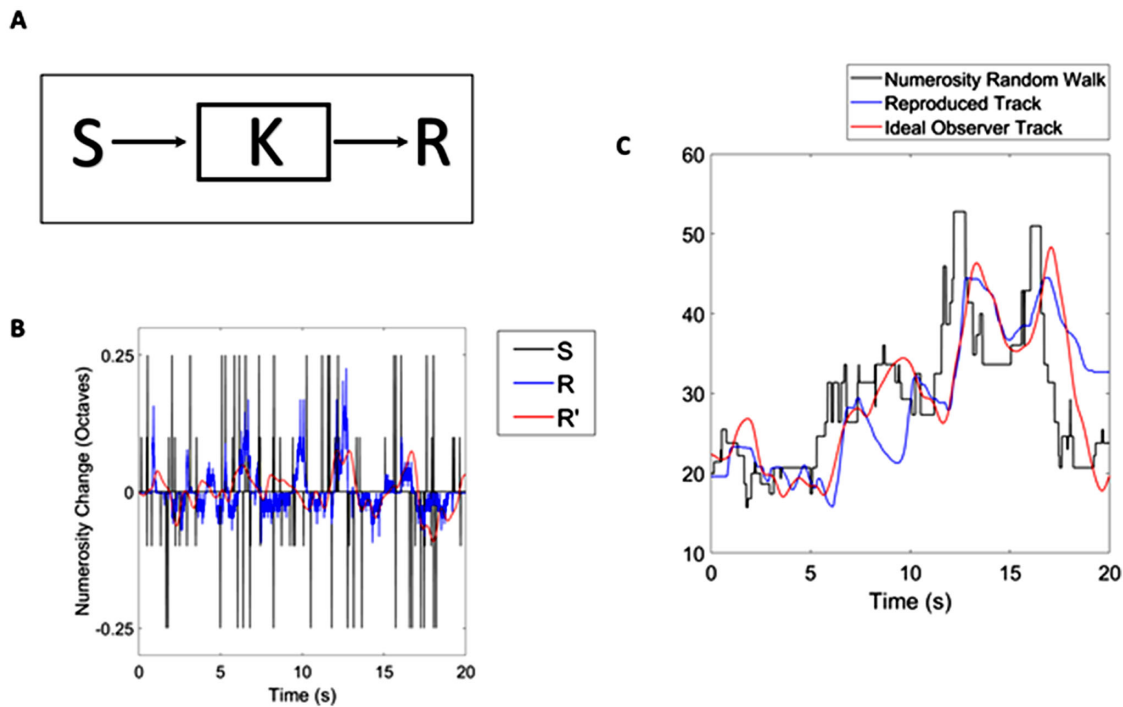 A
S K R
B
Numerosity Change (Octaves)
0.25
0
-0.25
0 5 10 15 20
Time (s)
S
R
R'
C
Numerosity Random Walk
Reproduced Track
Ideal Observer Track
60
50
40
30
20
10
0 5 10 15 20
Time (s)